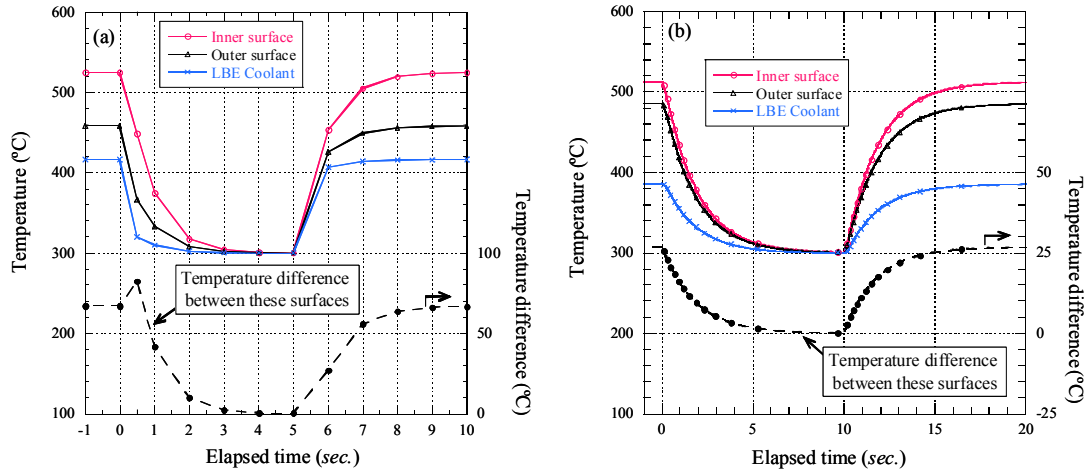 (a)
Inner surface
Outer surface
LBE Coolant
Temperature difference
between these surfaces
Temperature (ºC)
600
500
400
300
200
100
Temperature difference (ºC)
100
50
0
-1 0 1 2 3 4 5 6 7 8 9 10
Elapsed time (sec.)
(b)
Inner surface
Outer surface
LBE Coolant
Temperature difference
between these surfaces
Temperature (ºC)
600
500
400
300
200
100
Temperature difference (ºC)
50
25
0
-25
0 5 10 15 20
Elapsed time (sec.)